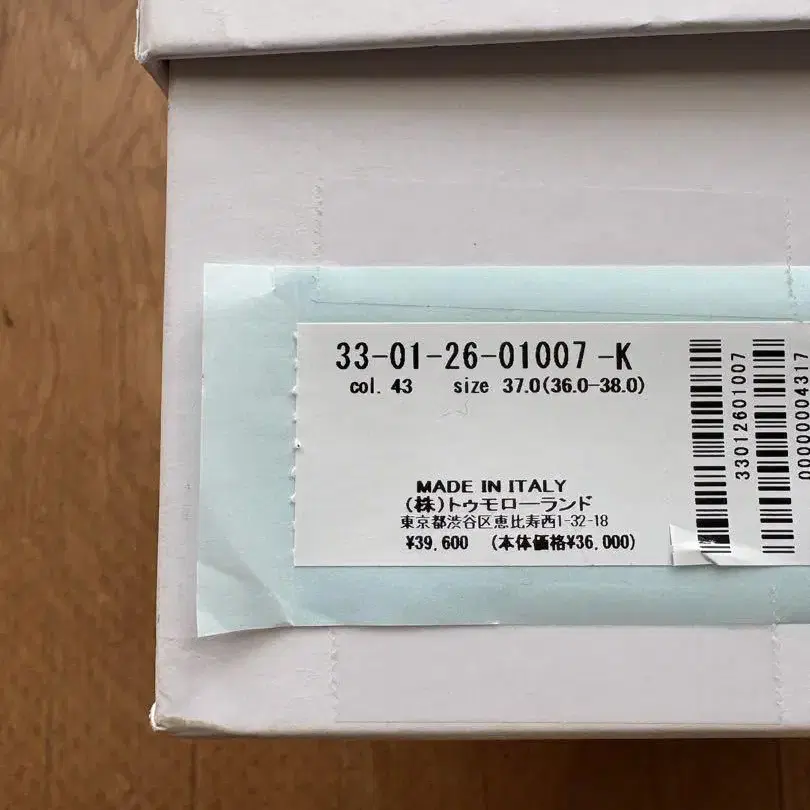 33-01-26-01007-K
col. 43 size 37.0(36.0-38.0)
MADE IN ITALY
(株)トゥモローランド
東京都渋谷区恵比寿西1-32-18
¥39,600 (本体価格¥36,000)
33012601007